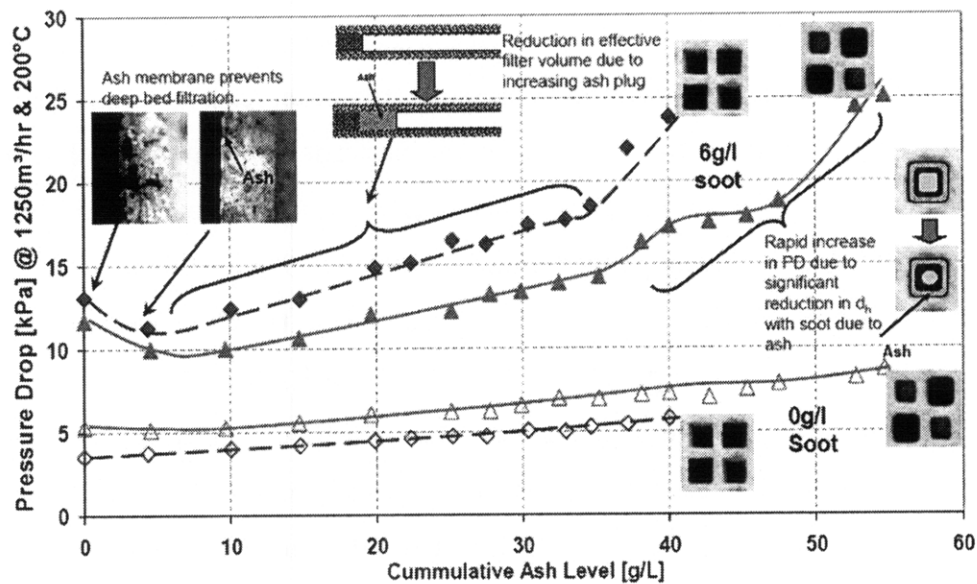 30
25
20
15
10
5
0
Pressure Drop [kPa] @ 1250m³/hr & 200°C
0
10
20
30
40
50
60
Cummulative Ash Level [g/L]
Ash membrane prevents
deep bed filtration
Ash
Ash
Reduction in effective
filter volume due to
increasing ash plug
6g/l
soot
Rapid increase
in PD due to
significant
reduction in dₕ
with soot due to
ash
Ash
0g/l
Soot